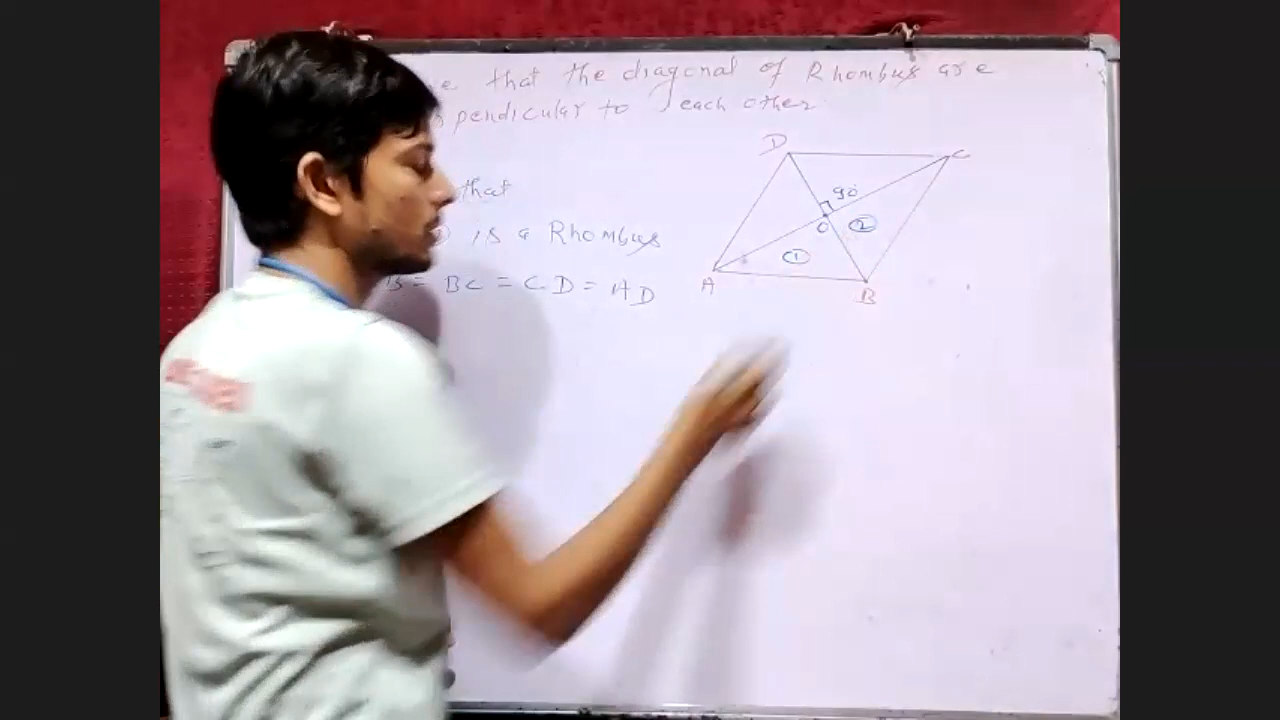 that the diagonal of Rhombus are
pendicular to each other.
that
is a Rhombus
B = BC = CD = AD
D
C
90°
O
②
①
A
B